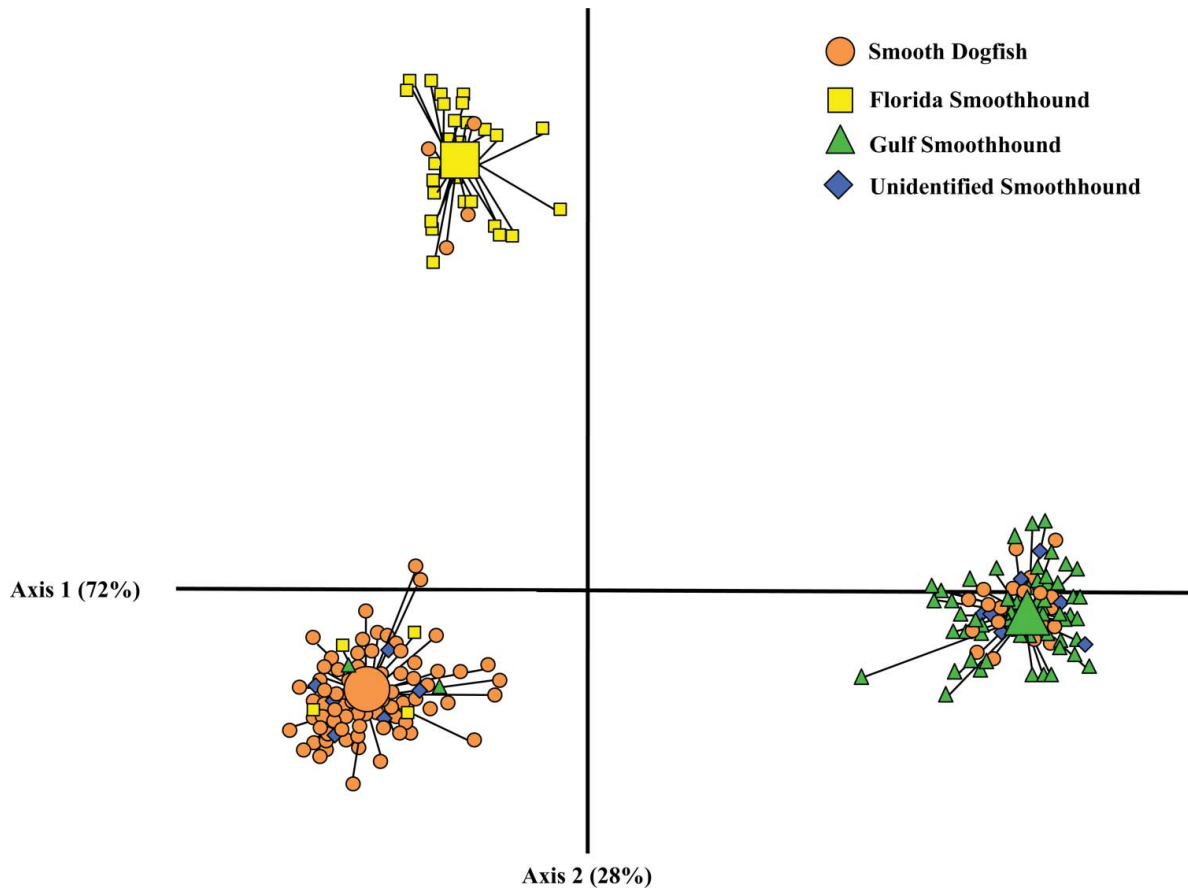 Smooth Dogfish
Florida Smoothhound
Gulf Smoothhound
Unidentified Smoothhound
Axis 1 (72%)
Axis 2 (28%)